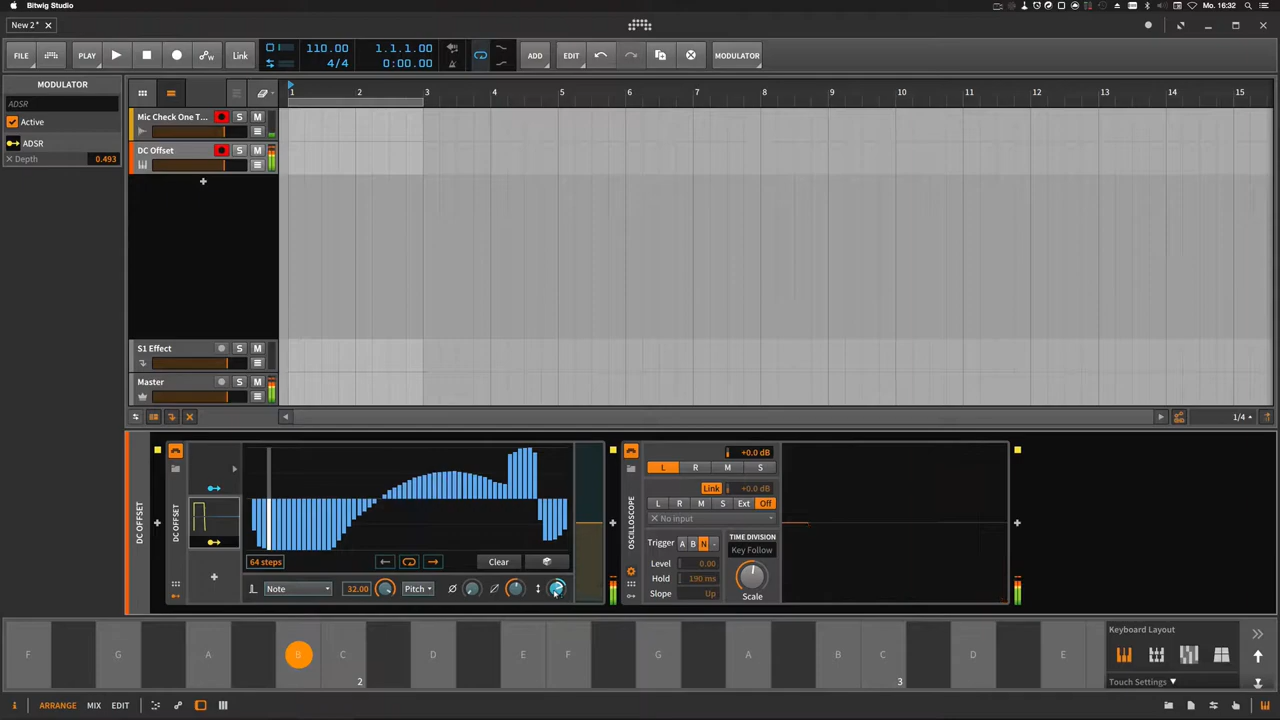 Bitwig Studio
Mo. 16:32
New 2 *
FILE
PLAY
Link
110.00
4/4
1.1.1.00
0:00.00
ADD
EDIT
MODULATOR
MODULATOR
ADSR
Active
ADSR
Depth 0.493
1 2 3 4 5 6 7 8 9 10 11 12 13 14 15
Mic Check One T... S M
DC Offset S M
S1 Effect S M
Master S M
1/4
DC OFFSET
DC OFFSET
64 steps
Clear
Note
32.00
Pitch
OSCILLOSCOPE
+0.0 dB
L R M S
Link +0.0 dB
L R M S Ext Off
No input
Trigger A B N -
Level 0.00
Hold 190 ms
Slope Up
TIME DIVISION
Key Follow
Scale
F G A B C D E F G A B C D E
2 3
Keyboard Layout
Touch Settings
i ARRANGE MIX EDIT